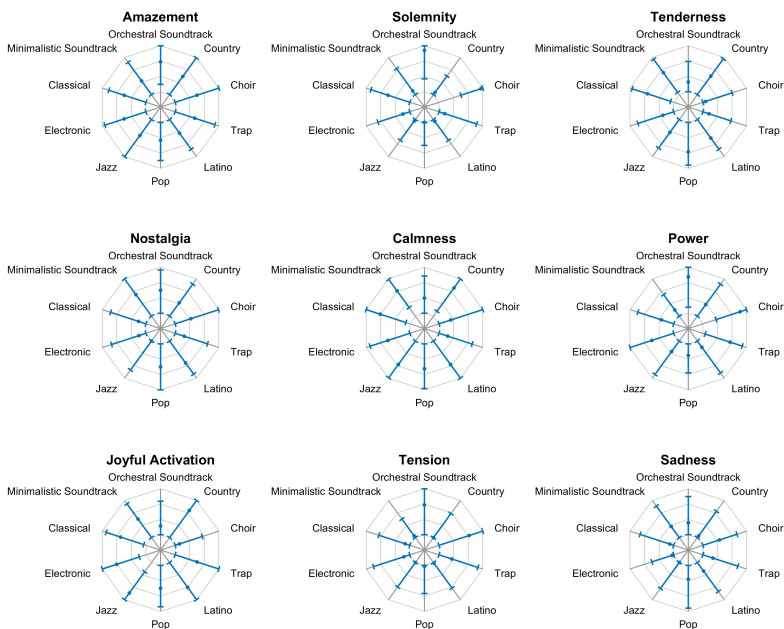 Amazement
Orchestral Soundtrack
Minimalistic Soundtrack
Country
Classical
Choir
Electronic
Trap
Jazz
Latino
Pop
Solemnity
Orchestral Soundtrack
Minimalistic Soundtrack
Country
Classical
Choir
Electronic
Trap
Jazz
Latino
Pop
Tenderness
Orchestral Soundtrack
Minimalistic Soundtrack
Country
Classical
Choir
Electronic
Trap
Jazz
Latino
Pop
Nostalgia
Orchestral Soundtrack
Minimalistic Soundtrack
Country
Classical
Choir
Electronic
Trap
Jazz
Latino
Pop
Calmness
Orchestral Soundtrack
Minimalistic Soundtrack
Country
Classical
Choir
Electronic
Trap
Jazz
Latino
Pop
Power
Orchestral Soundtrack
Minimalistic Soundtrack
Country
Classical
Choir
Electronic
Trap
Jazz
Latino
Pop
Joyful Activation
Orchestral Soundtrack
Minimalistic Soundtrack
Country
Classical
Choir
Electronic
Trap
Jazz
Latino
Pop
Tension
Orchestral Soundtrack
Minimalistic Soundtrack
Country
Classical
Choir
Electronic
Trap
Jazz
Latino
Pop
Sadness
Orchestral Soundtrack
Minimalistic Soundtrack
Country
Classical
Choir
Electronic
Trap
Jazz
Latino
Pop